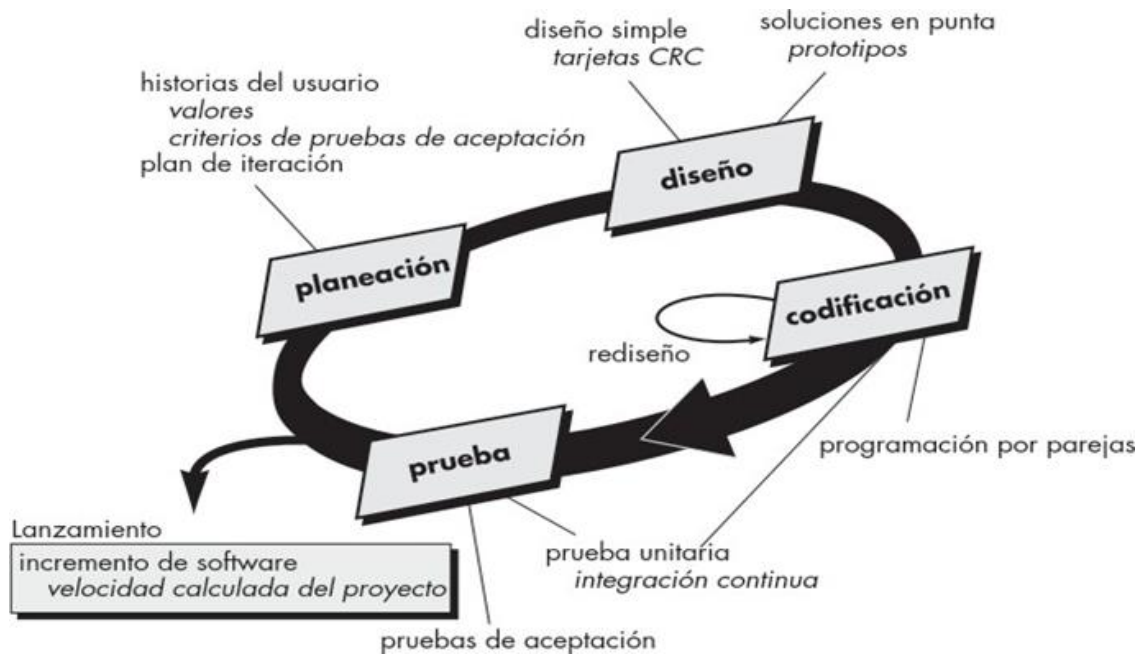 diseño simple
tarjetas CRC
soluciones en punta
prototipos
historias del usuario
valores
criterios de pruebas de aceptación
plan de iteración
diseño
planeación
codificación
rediseño
prueba
programación por parejas
Lanzamiento
incremento de software
velocidad calculada del proyecto
prueba unitaria
integración continua
pruebas de aceptación